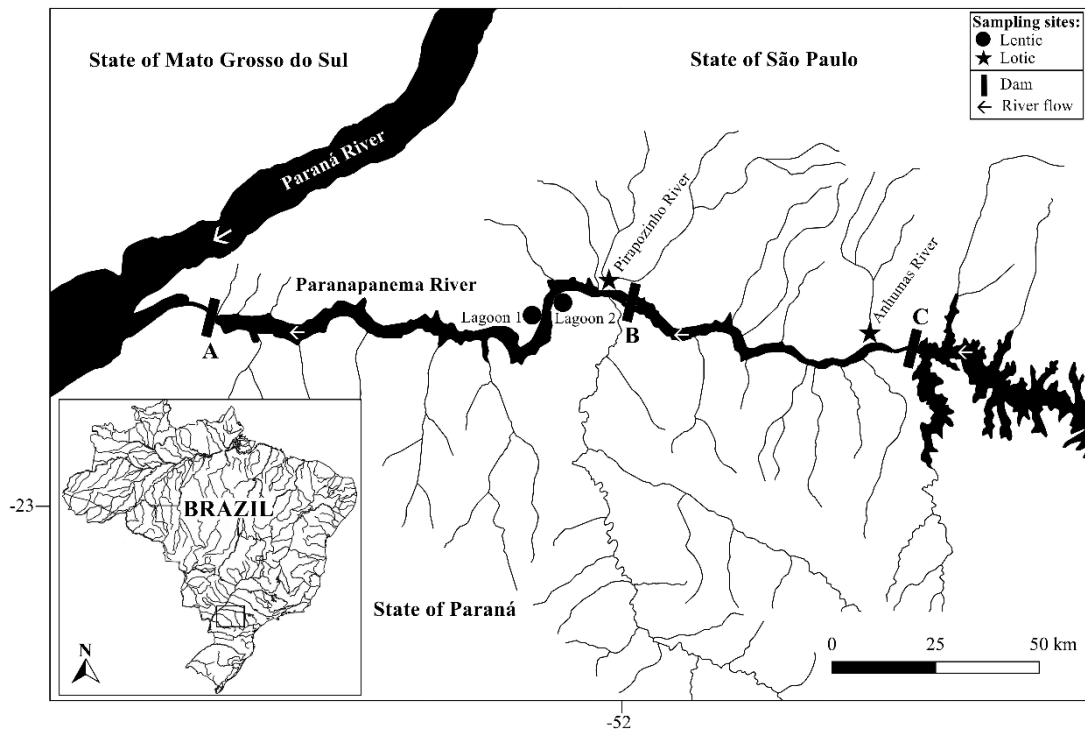 State of Mato Grosso do Sul
State of São Paulo
Sampling sites:
Lentic
Lotic
Dam
River flow
Paraná River
Pirapozinho River
Anhumas River
Paranapanema River
Lagoon 1
Lagoon 2
A
B
C
-23
BRAZIL
State of Paraná
N
0
25
50 km
-52